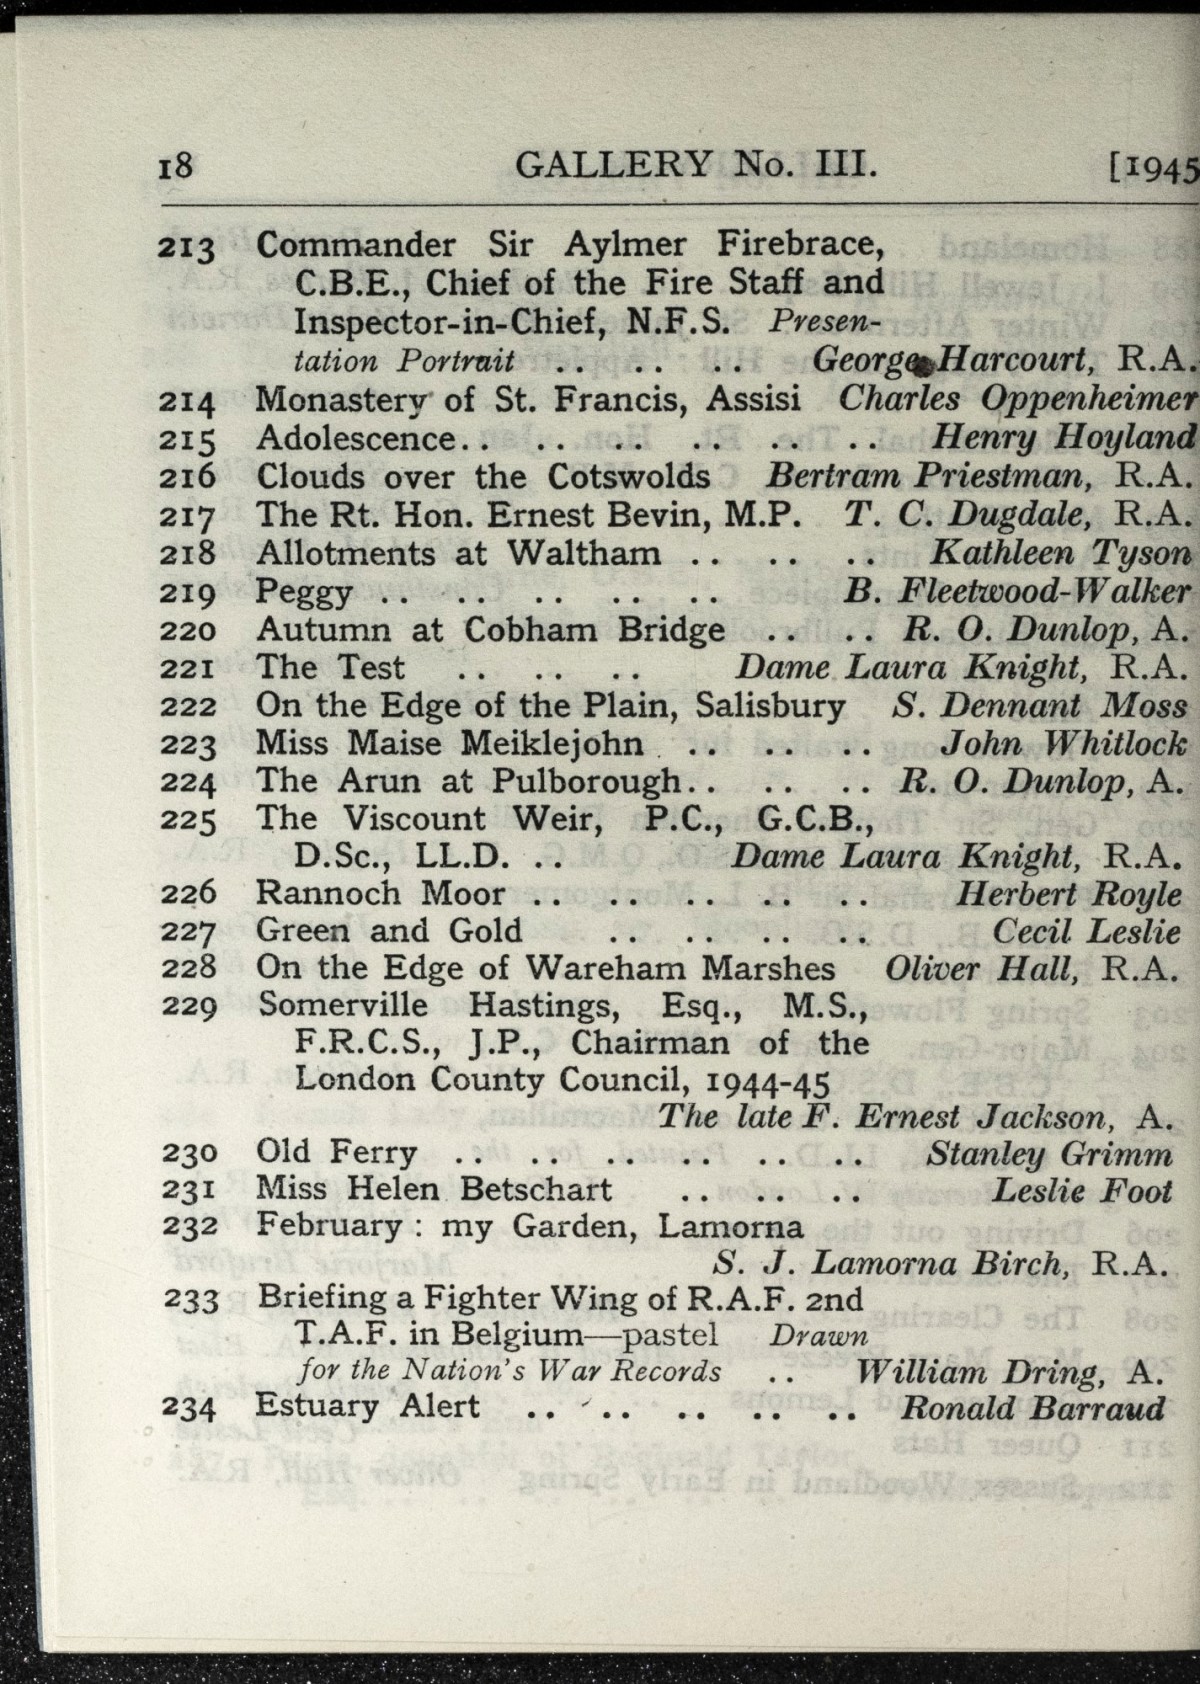 18 GALLERY No. III. [1945
213 Commander Sir Aylmer Firebrace,
C.B.E., Chief of the Fire Staff and
Inspector-in-Chief, N.F.S. Presen-
tation Portrait .. .. .. George Harcourt, R.A.
214 Monastery of St. Francis, Assisi Charles Oppenheimer
215 Adolescence.. .. .. .. .. .. Henry Hoyland
216 Clouds over the Cotswolds Bertram Priestman, R.A.
217 The Rt. Hon. Ernest Bevin, M.P. T. C. Dugdale, R.A.
218 Allotments at Waltham .. .. .. Kathleen Tyson
219 Peggy .. .. .. .. .. B. Fleetwood-Walker
220 Autumn at Cobham Bridge .. .. R. O. Dunlop, A.
221 The Test .. .. .. Dame Laura Knight, R.A.
222 On the Edge of the Plain, Salisbury S. Dennant Moss
223 Miss Maise Meiklejohn .. .. .. John Whitlock
224 The Arun at Pulborough.. .. .. R. O. Dunlop, A.
225 The Viscount Weir, P.C., G.C.B.,
D.Sc., LL.D. .. Dame Laura Knight, R.A.
226 Rannoch Moor .. .. .. .. .. Herbert Royle
227 Green and Gold .. .. .. .. Cecil Leslie
228 On the Edge of Wareham Marshes Oliver Hall, R.A.
229 Somerville Hastings, Esq., M.S.,
F.R.C.S., J.P., Chairman of the
London County Council, 1944-45
The late F. Ernest Jackson, A.
230 Old Ferry .. .. .. .. .. .. Stanley Grimm
231 Miss Helen Betschart .. .. .. Leslie Foot
232 February : my Garden, Lamorna
S. J. Lamorna Birch, R.A.
233 Briefing a Fighter Wing of R.A.F. 2nd
T.A.F. in Belgium—pastel Drawn
for the Nation's War Records .. William Dring, A.
234 Estuary Alert .. .. .. .. .. Ronald Barraud